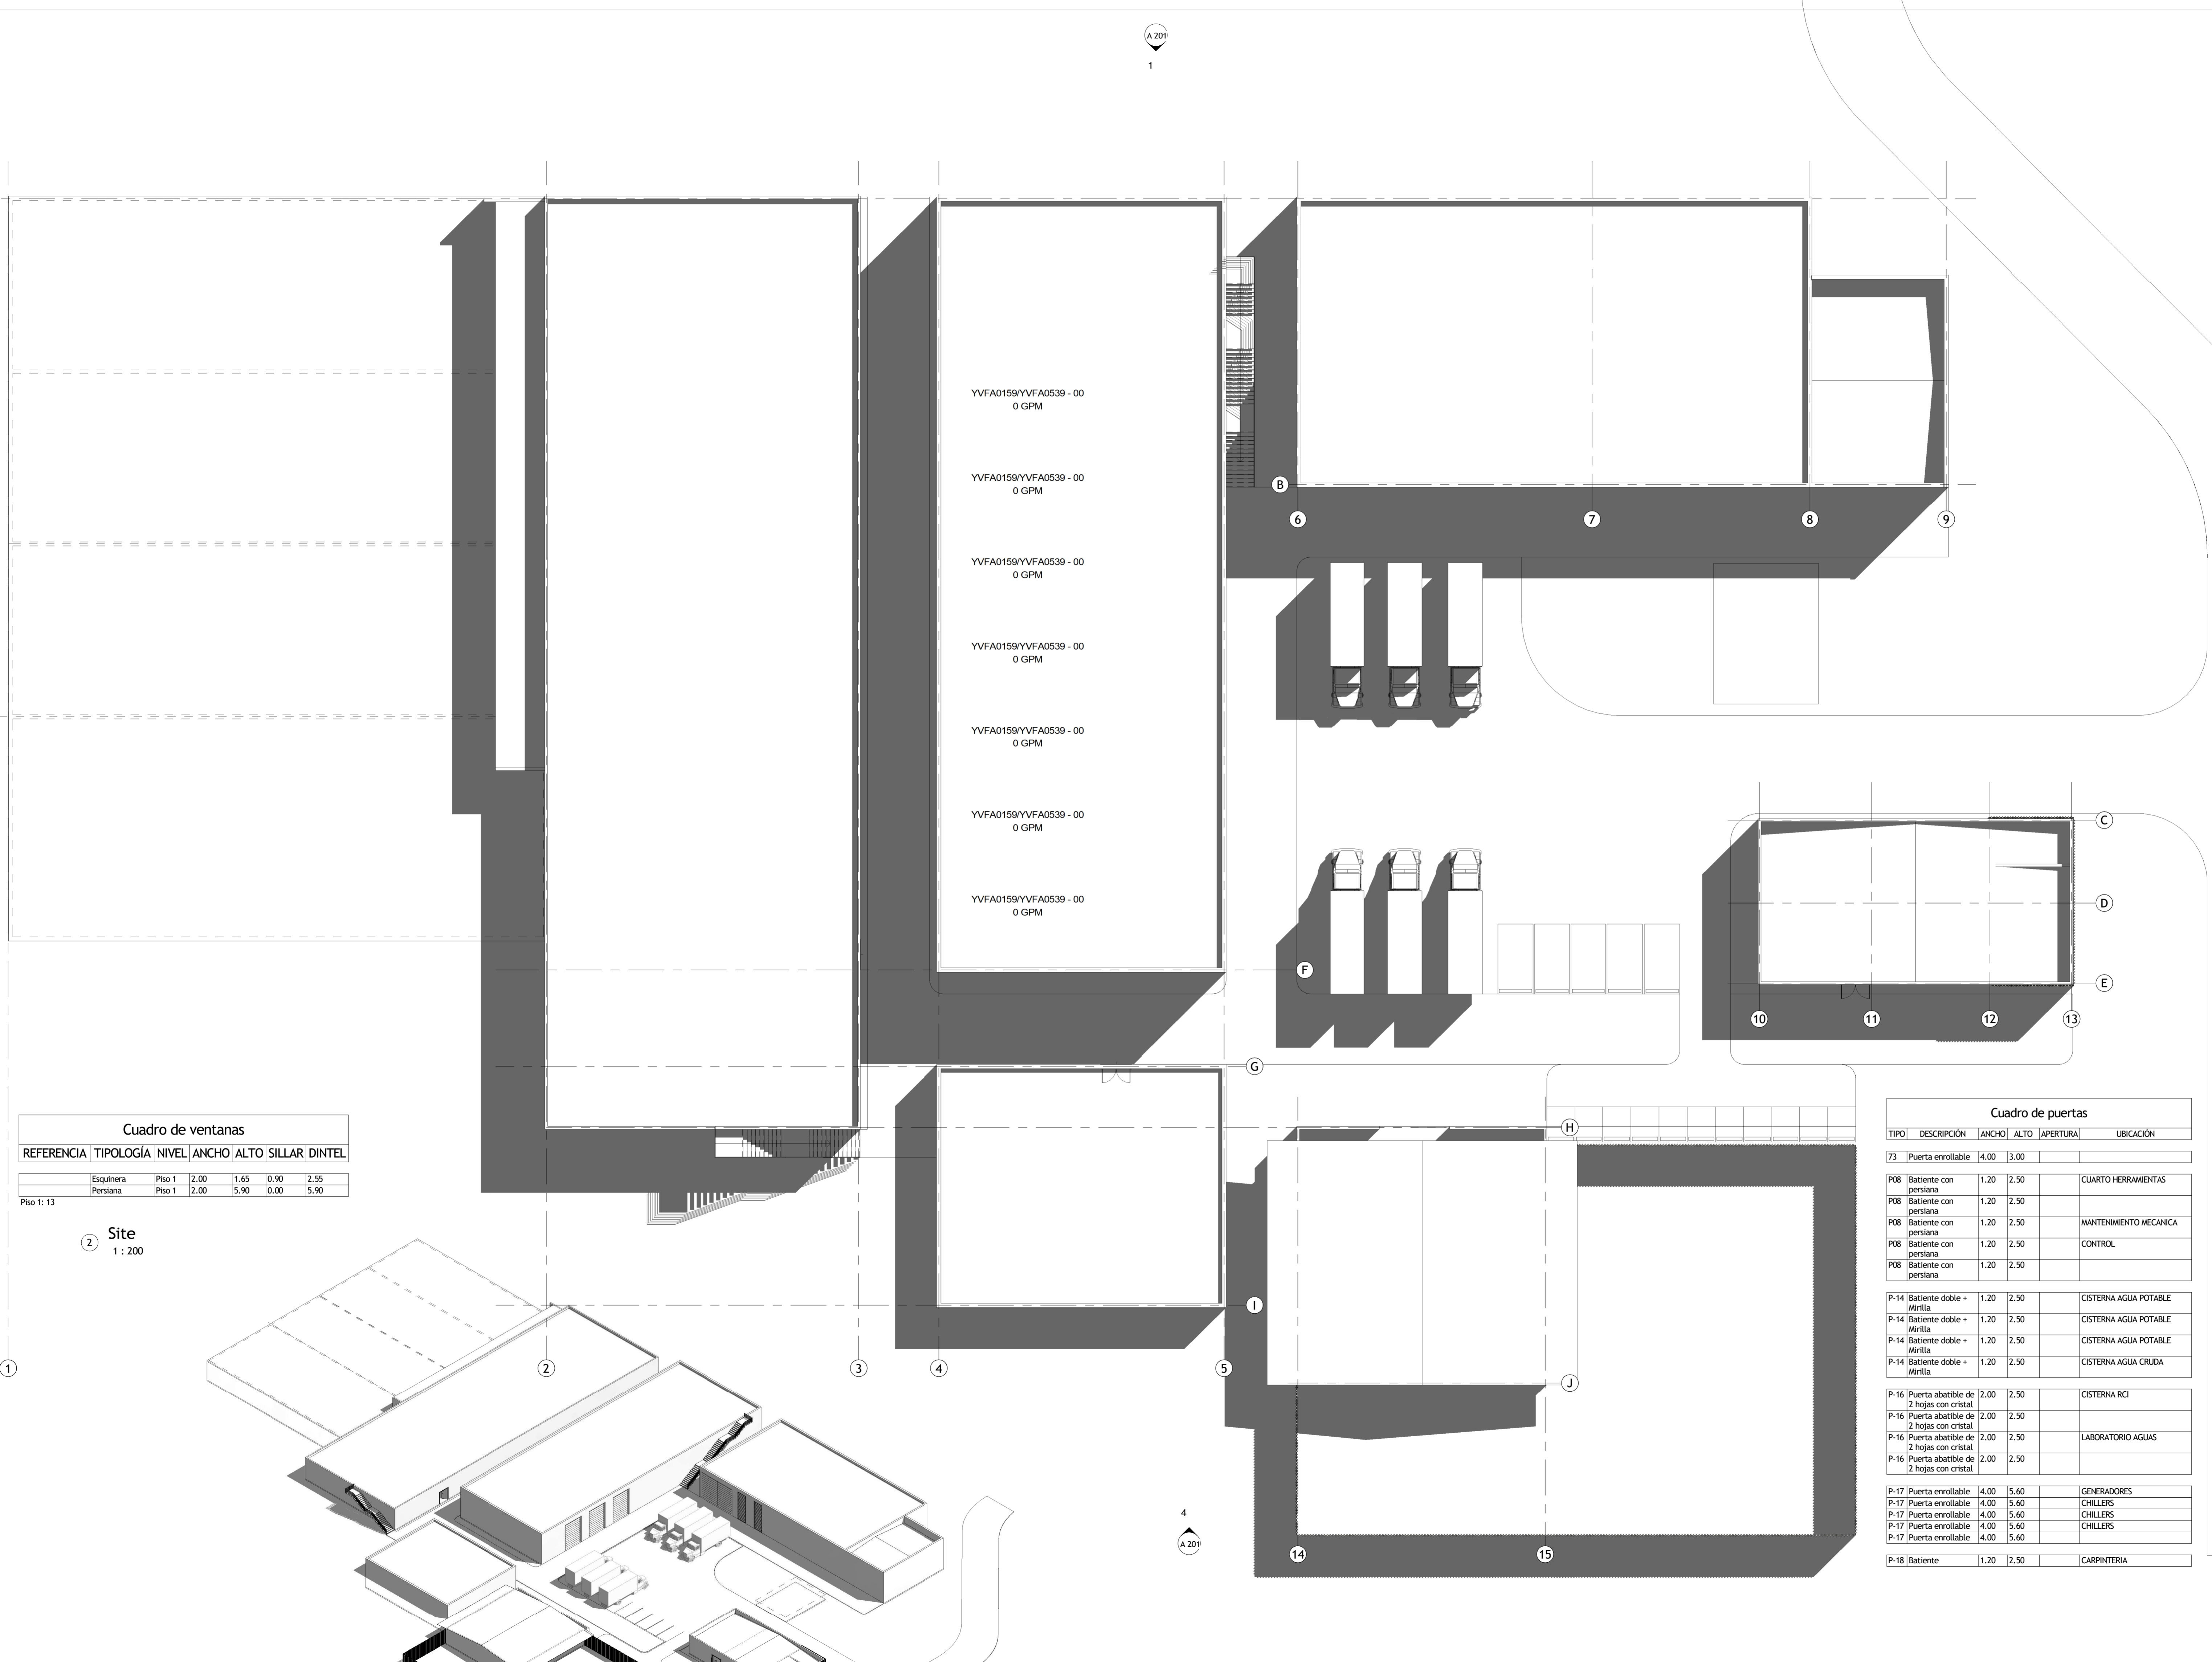 A 201
1
YVFA0159/YVFA0539 - 00
0 GPM
YVFA0159/YVFA0539 - 00
0 GPM
B
6
7
8
9
YVFA0159/YVFA0539 - 00
0 GPM
YVFA0159/YVFA0539 - 00
0 GPM
YVFA0159/YVFA0539 - 00
0 GPM
YVFA0159/YVFA0539 - 00
0 GPM
YVFA0159/YVFA0539 - 00
0 GPM
C
D
E
F
10
11
12
13
G
H
I
J
1
2
3
4
5
14
15
4
A 201
Cuadro de ventanas
REFERENCIA TIPOLOGÍA NIVEL ANCHO ALTO SILLAR DINTEL
Esquinera Piso 1 2.00 1.65 0.90 2.55
Persiana Piso 1 2.00 5.90 0.00 5.90
Piso 1: 13
2 Site
1 : 200
Cuadro de puertas
TIPO DESCRIPCIÓN ANCHO ALTO APERTURA UBICACIÓN
73 Puerta enrollable 4.00 3.00
P08 Batiente con 1.20 2.50 CUARTO HERRAMIENTAS
persiana
P08 Batiente con 1.20 2.50
persiana
P08 Batiente con 1.20 2.50 MANTENIMIENTO MECANICA
persiana
P08 Batiente con 1.20 2.50 CONTROL
persiana
P08 Batiente con 1.20 2.50
persiana
P-14 Batiente doble + 1.20 2.50 CISTERNA AGUA POTABLE
Mirilla
P-14 Batiente doble + 1.20 2.50 CISTERNA AGUA POTABLE
Mirilla
P-14 Batiente doble + 1.20 2.50 CISTERNA AGUA POTABLE
Mirilla
P-14 Batiente doble + 1.20 2.50 CISTERNA AGUA CRUDA
Mirilla
P-16 Puerta abatible de 2.00 2.50 CISTERNA RCI
2 hojas con cristal
P-16 Puerta abatible de 2.00 2.50
2 hojas con cristal
P-16 Puerta abatible de 2.00 2.50 LABORATORIO AGUAS
2 hojas con cristal
P-16 Puerta abatible de 2.00 2.50
2 hojas con cristal
P-17 Puerta enrollable 4.00 5.60 GENERADORES
P-17 Puerta enrollable 4.00 5.60 CHILLERS
P-17 Puerta enrollable 4.00 5.60 CHILLERS
P-17 Puerta enrollable 4.00 5.60 CHILLERS
P-17 Puerta enrollable 4.00 5.60
P-18 Batiente 1.20 2.50 CARPINTERIA